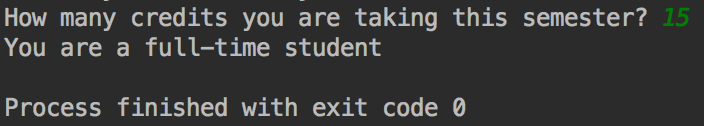 How many credits you are taking this semester? 15
You are a full-time student
Process finished with exit code 0